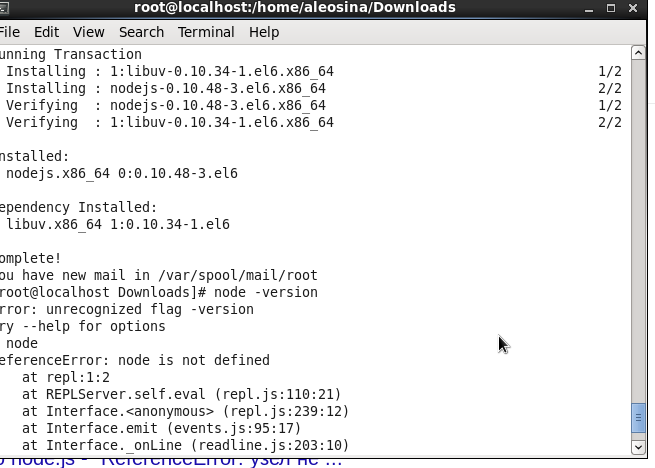 root@localhost:/home/aleosina/Downloads
File Edit View Search Terminal Help
unning Transaction
Installing : 1:libuv-0.10.34-1.el6.x86_64 1/2
Installing : nodejs-0.10.48-3.el6.x86_64 2/2
Verifying : nodejs-0.10.48-3.el6.x86_64 1/2
Verifying : 1:libuv-0.10.34-1.el6.x86_64 2/2
nstalled:
nodejs.x86_64 0:0.10.48-3.el6
ependency Installed:
libuv.x86_64 1:0.10.34-1.el6
omplete!
ou have new mail in /var/spool/mail/root
root@localhost Downloads]# node -version
rror: unrecognized flag -version
ry --help for options
node
eferenceError: node is not defined
at repl:1:2
at REPLServer.self.eval (repl.js:110:21)
at Interface.<anonymous> (repl.js:239:12)
at Interface.emit (events.js:95:17)
at Interface._onLine (readline.js:203:10)
node.js - "ReferenceError: узел не ...